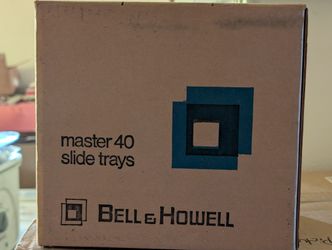 master 40
slide trays
BELL & HOWELL